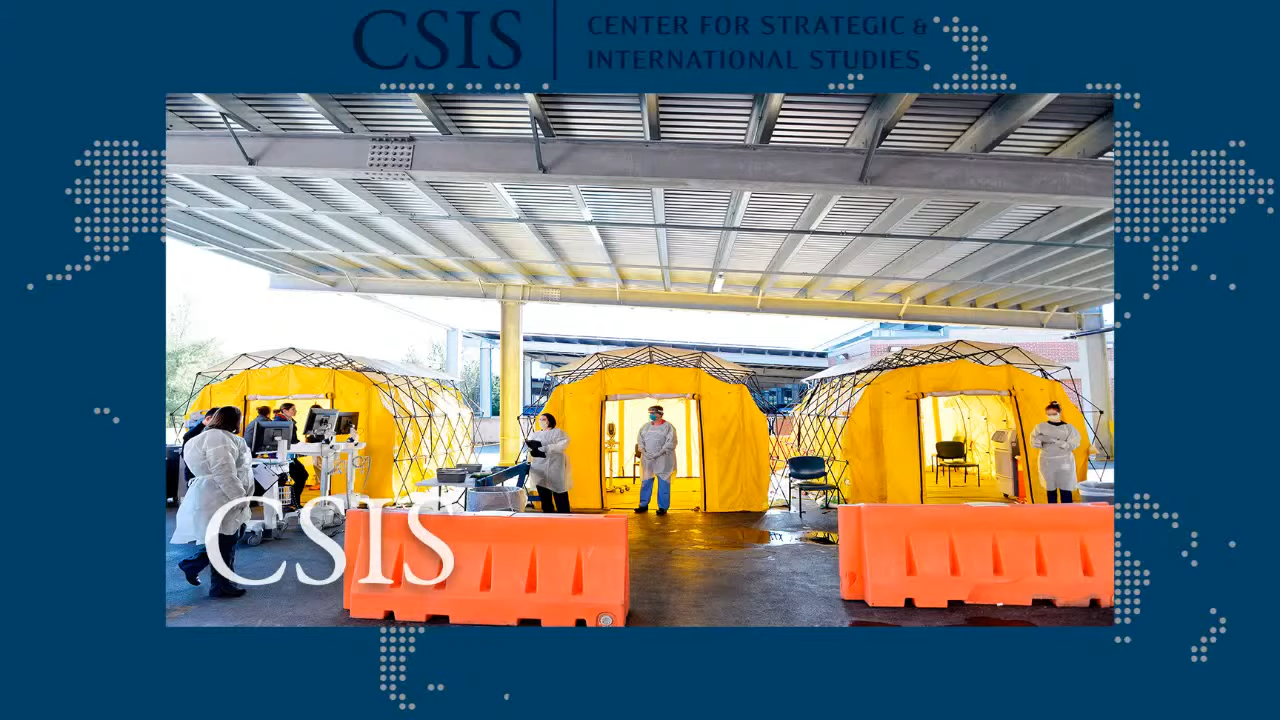 CSIS
CENTER FOR STRATEGIC &
INTERNATIONAL STUDIES
CSIS